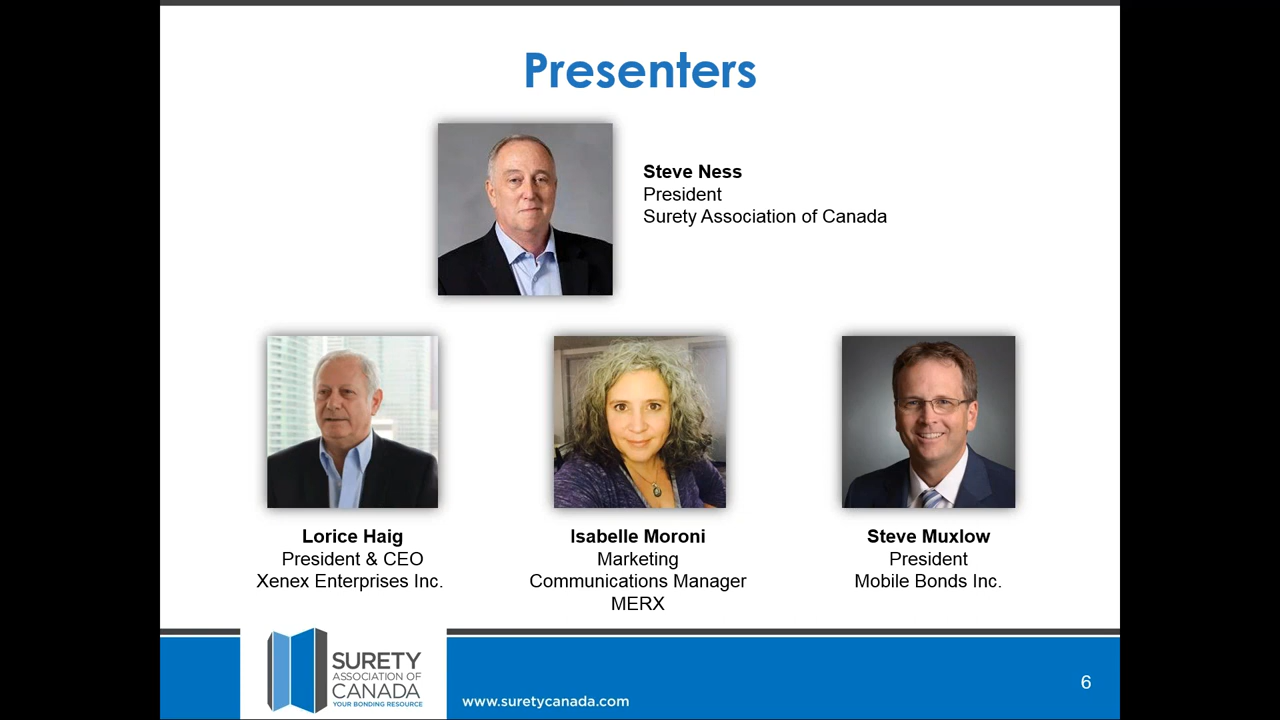 Presenters
Steve Ness
President
Surety Association of Canada
Lorice Haig
President & CEO
Xenex Enterprises Inc.
Isabelle Moroni
Marketing
Communications Manager
MERX
Steve Muxlow
President
Mobile Bonds Inc.
SURETY
ASSOCIATION OF
CANADA
YOUR BONDING RESOURCE
www.suretycanada.com
6